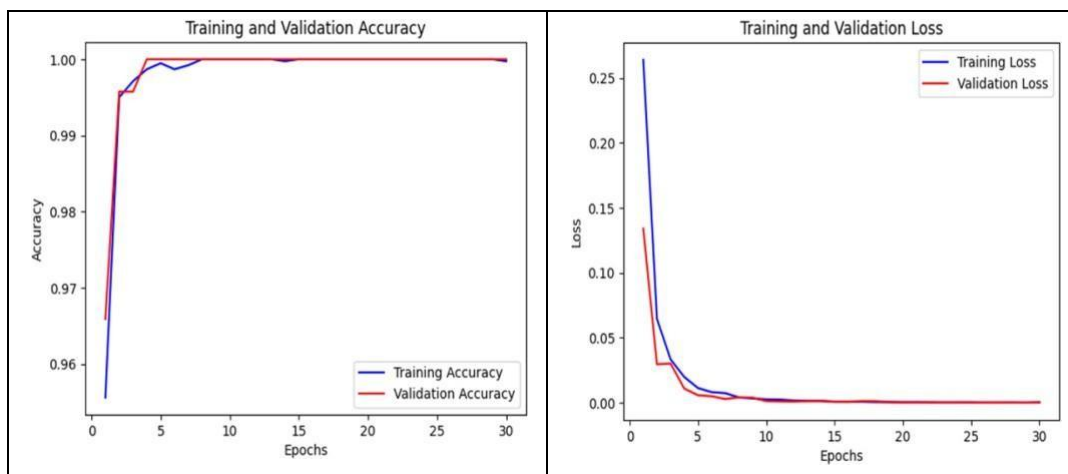 Training and Validation Accuracy
1.00
0.99
0.98
0.97
0.96
Accuracy
Training Accuracy
Validation Accuracy
0 5 10 15 20 25 30
Epochs
Training and Validation Loss
Training Loss
Validation Loss
0.25
0.20
0.15
0.10
0.05
0.00
Loss
0 5 10 15 20 25 30
Epochs